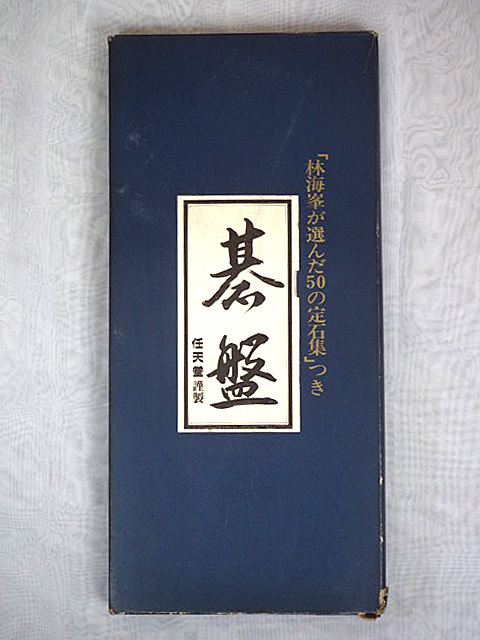 「林海峯が選んだ50の定石集」つき
碁盤
任天堂 謹製